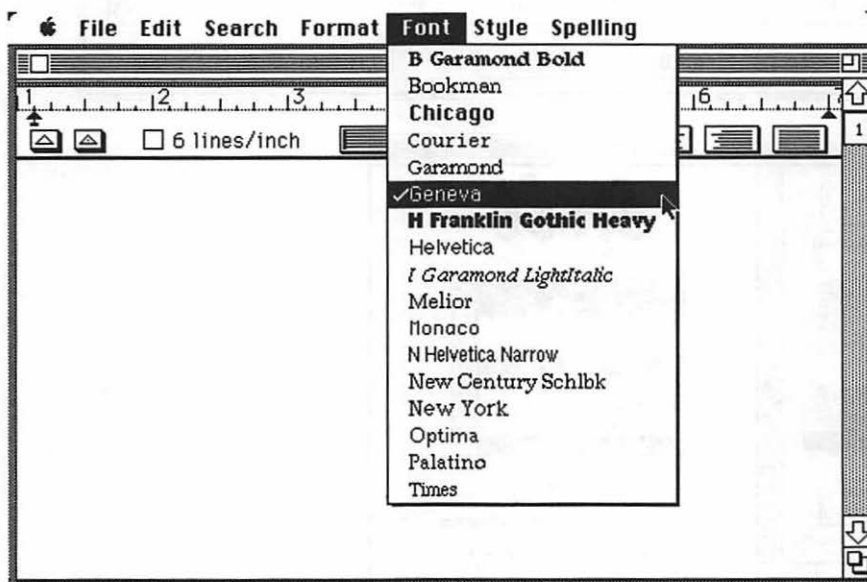 File Edit Search Format Font Style Spelling
B Garamond Bold
Bookman
Chicago
Courier
Garamond
✓Geneva
H Franklin Gothic Heavy
Helvetica
I Garamond LightItalic
Melior
Monaco
N Helvetica Narrow
New Century Schlbk
New York
Optima
Palatino
Times
1 2 3 6 7
6 lines/inch
1